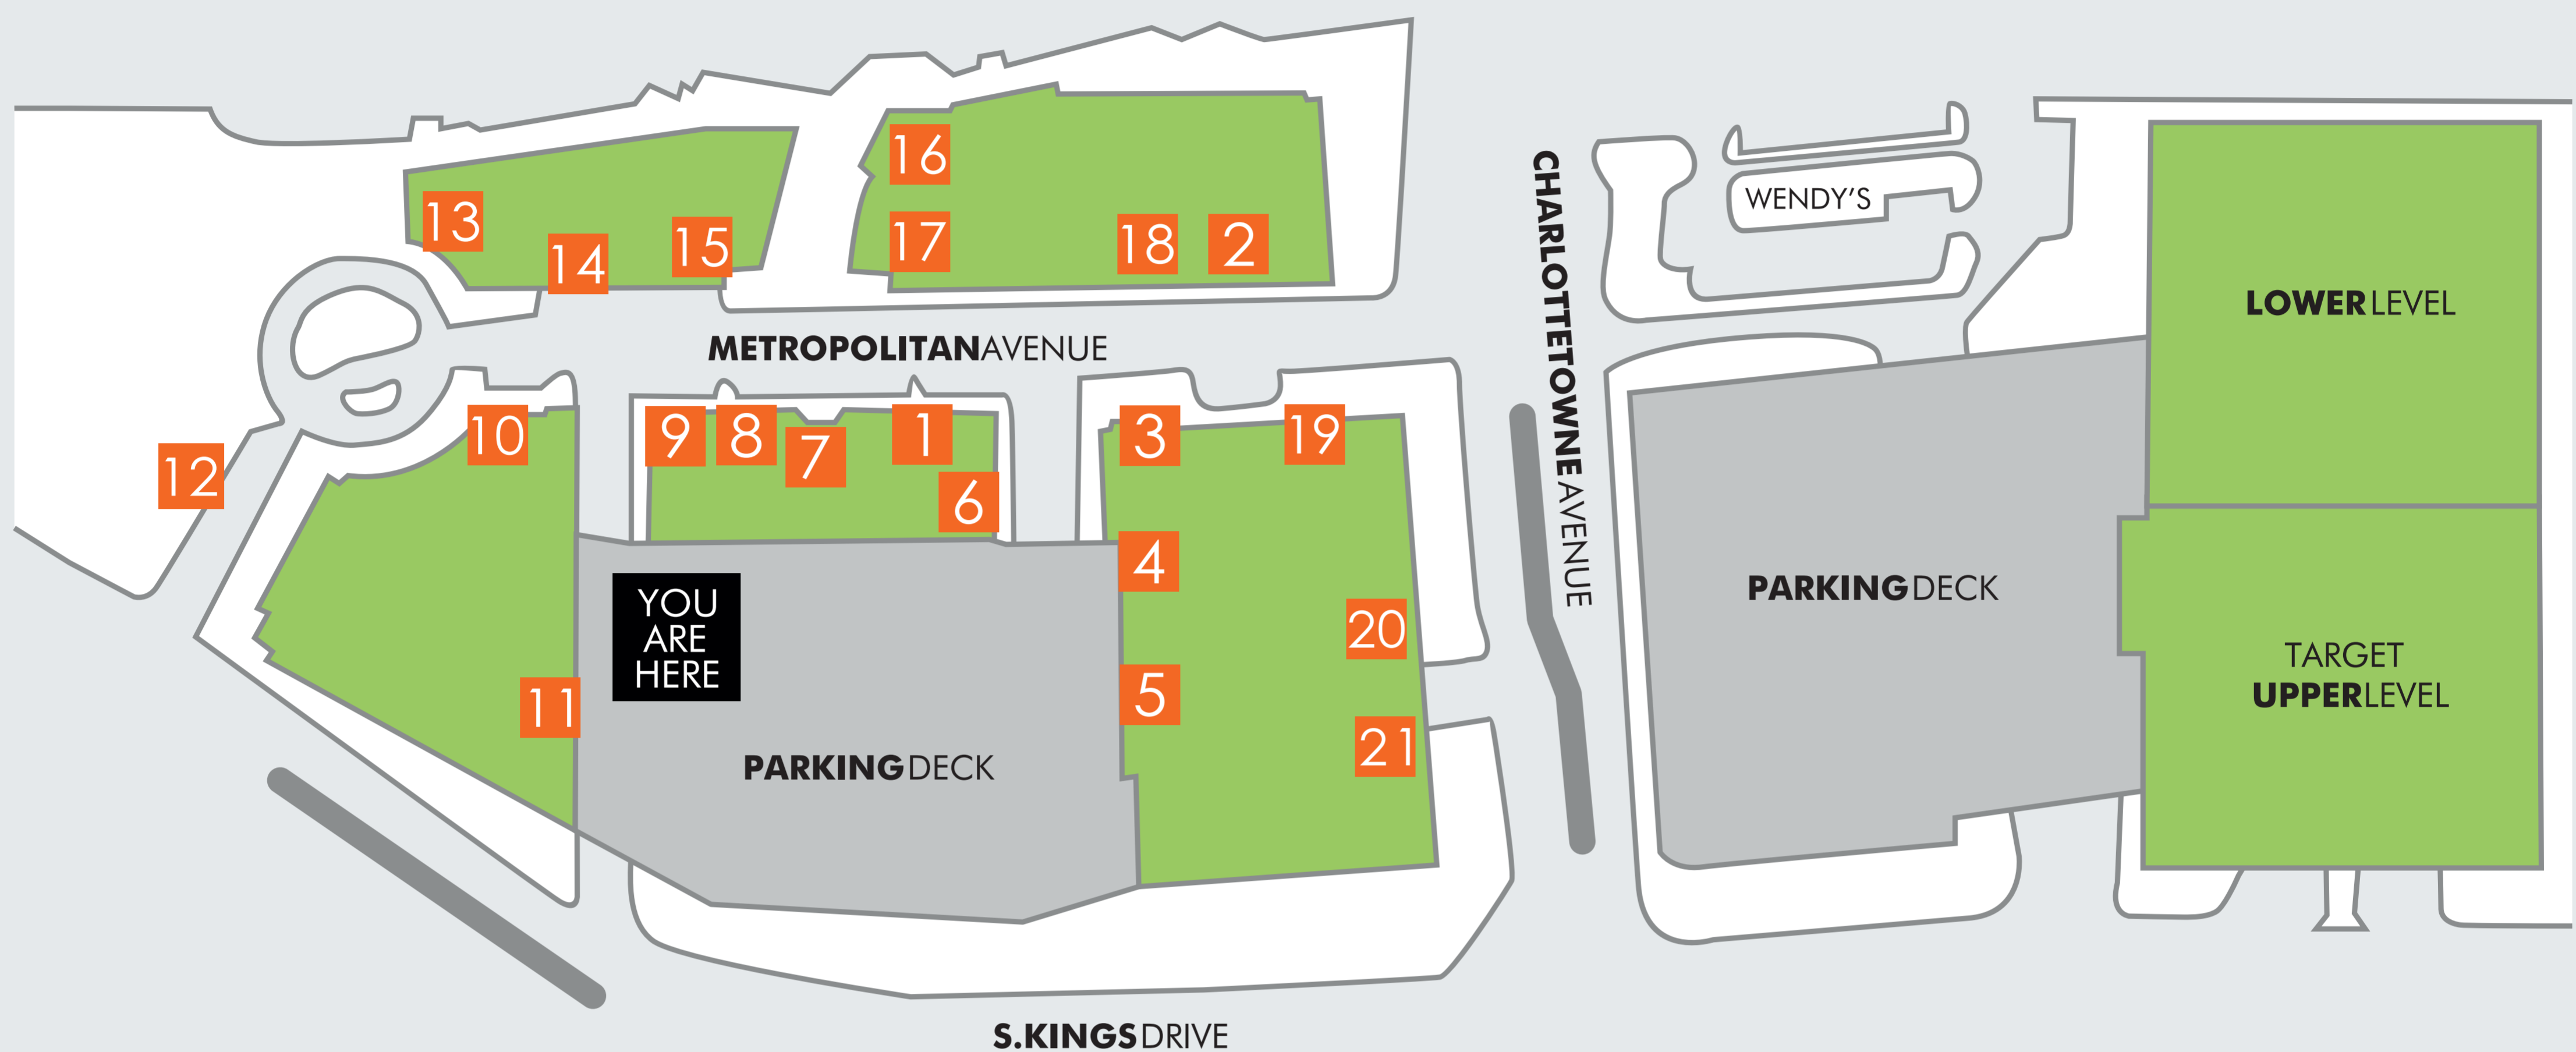 16
13
14
15
17
18
2
WENDY'S
CHARLOTTETOWNE AVENUE
LOWER LEVEL
METROPOLITAN AVENUE
12
10
9
8
7
1
6
3
19
4
5
20
21
11
YOU
ARE
HERE
PARKING DECK
PARKING DECK
TARGET
UPPER LEVEL
S.KINGS DRIVE